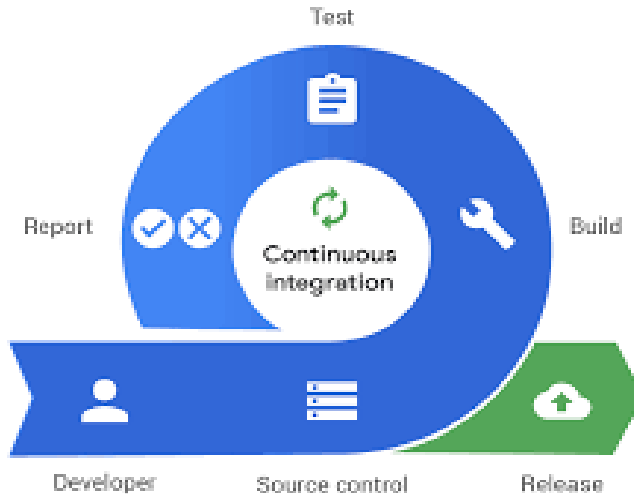 Test
Report
Continuous
Integration
Build
Developer
Source control
Release